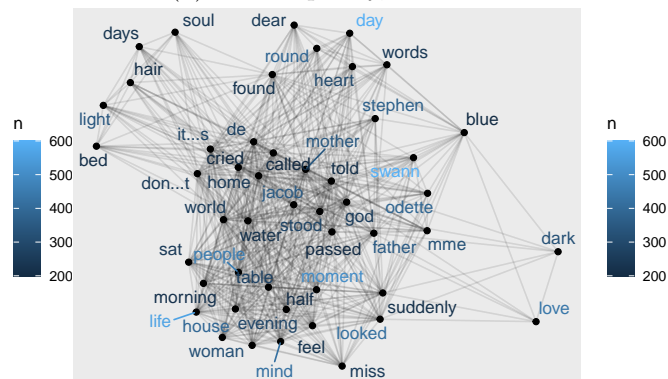 soul
dear
day
days
round
words
hair
found
heart
light
stephen
blue
it...s
de
mother
bed
cried
called
told
swann
don...t
home
jacob
odette
world
stood
god
water
passed
father
mme
dark
sat
people
table
moment
morning
half
suddenly
love
life
house
evening
looked
woman
feel
mind
miss
n
600
500
400
300
200
n
600
500
400
300
200